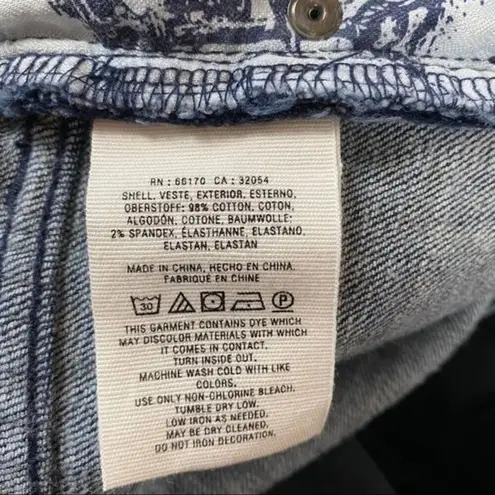 RN : 66170 CA : 32054
SHELL, VESTE, EXTERIOR, ESTERNO,
OBERSTOFF: 98% COTTON, COTON,
ALGODÓN, COTONE, BAUMWOLLE:
2% SPANDEX, ÉLASTHANNE, ELASTANO,
ELASTAN, ELASTAN
MADE IN CHINA, HECHO EN CHINA.
FABRIQUÉ EN CHINE
30 P
THIS GARMENT CONTAINS DYE WHICH
MAY DISCOLOR MATERIALS WITH WHICH
IT COMES IN CONTACT.
TURN INSIDE OUT.
MACHINE WASH COLD WITH LIKE
COLORS.
USE ONLY NON-CHLORINE BLEACH.
TUMBLE DRY LOW.
LOW IRON AS NEEDED.
MAY BE DRY CLEANED.
DO NOT IRON DECORATION.